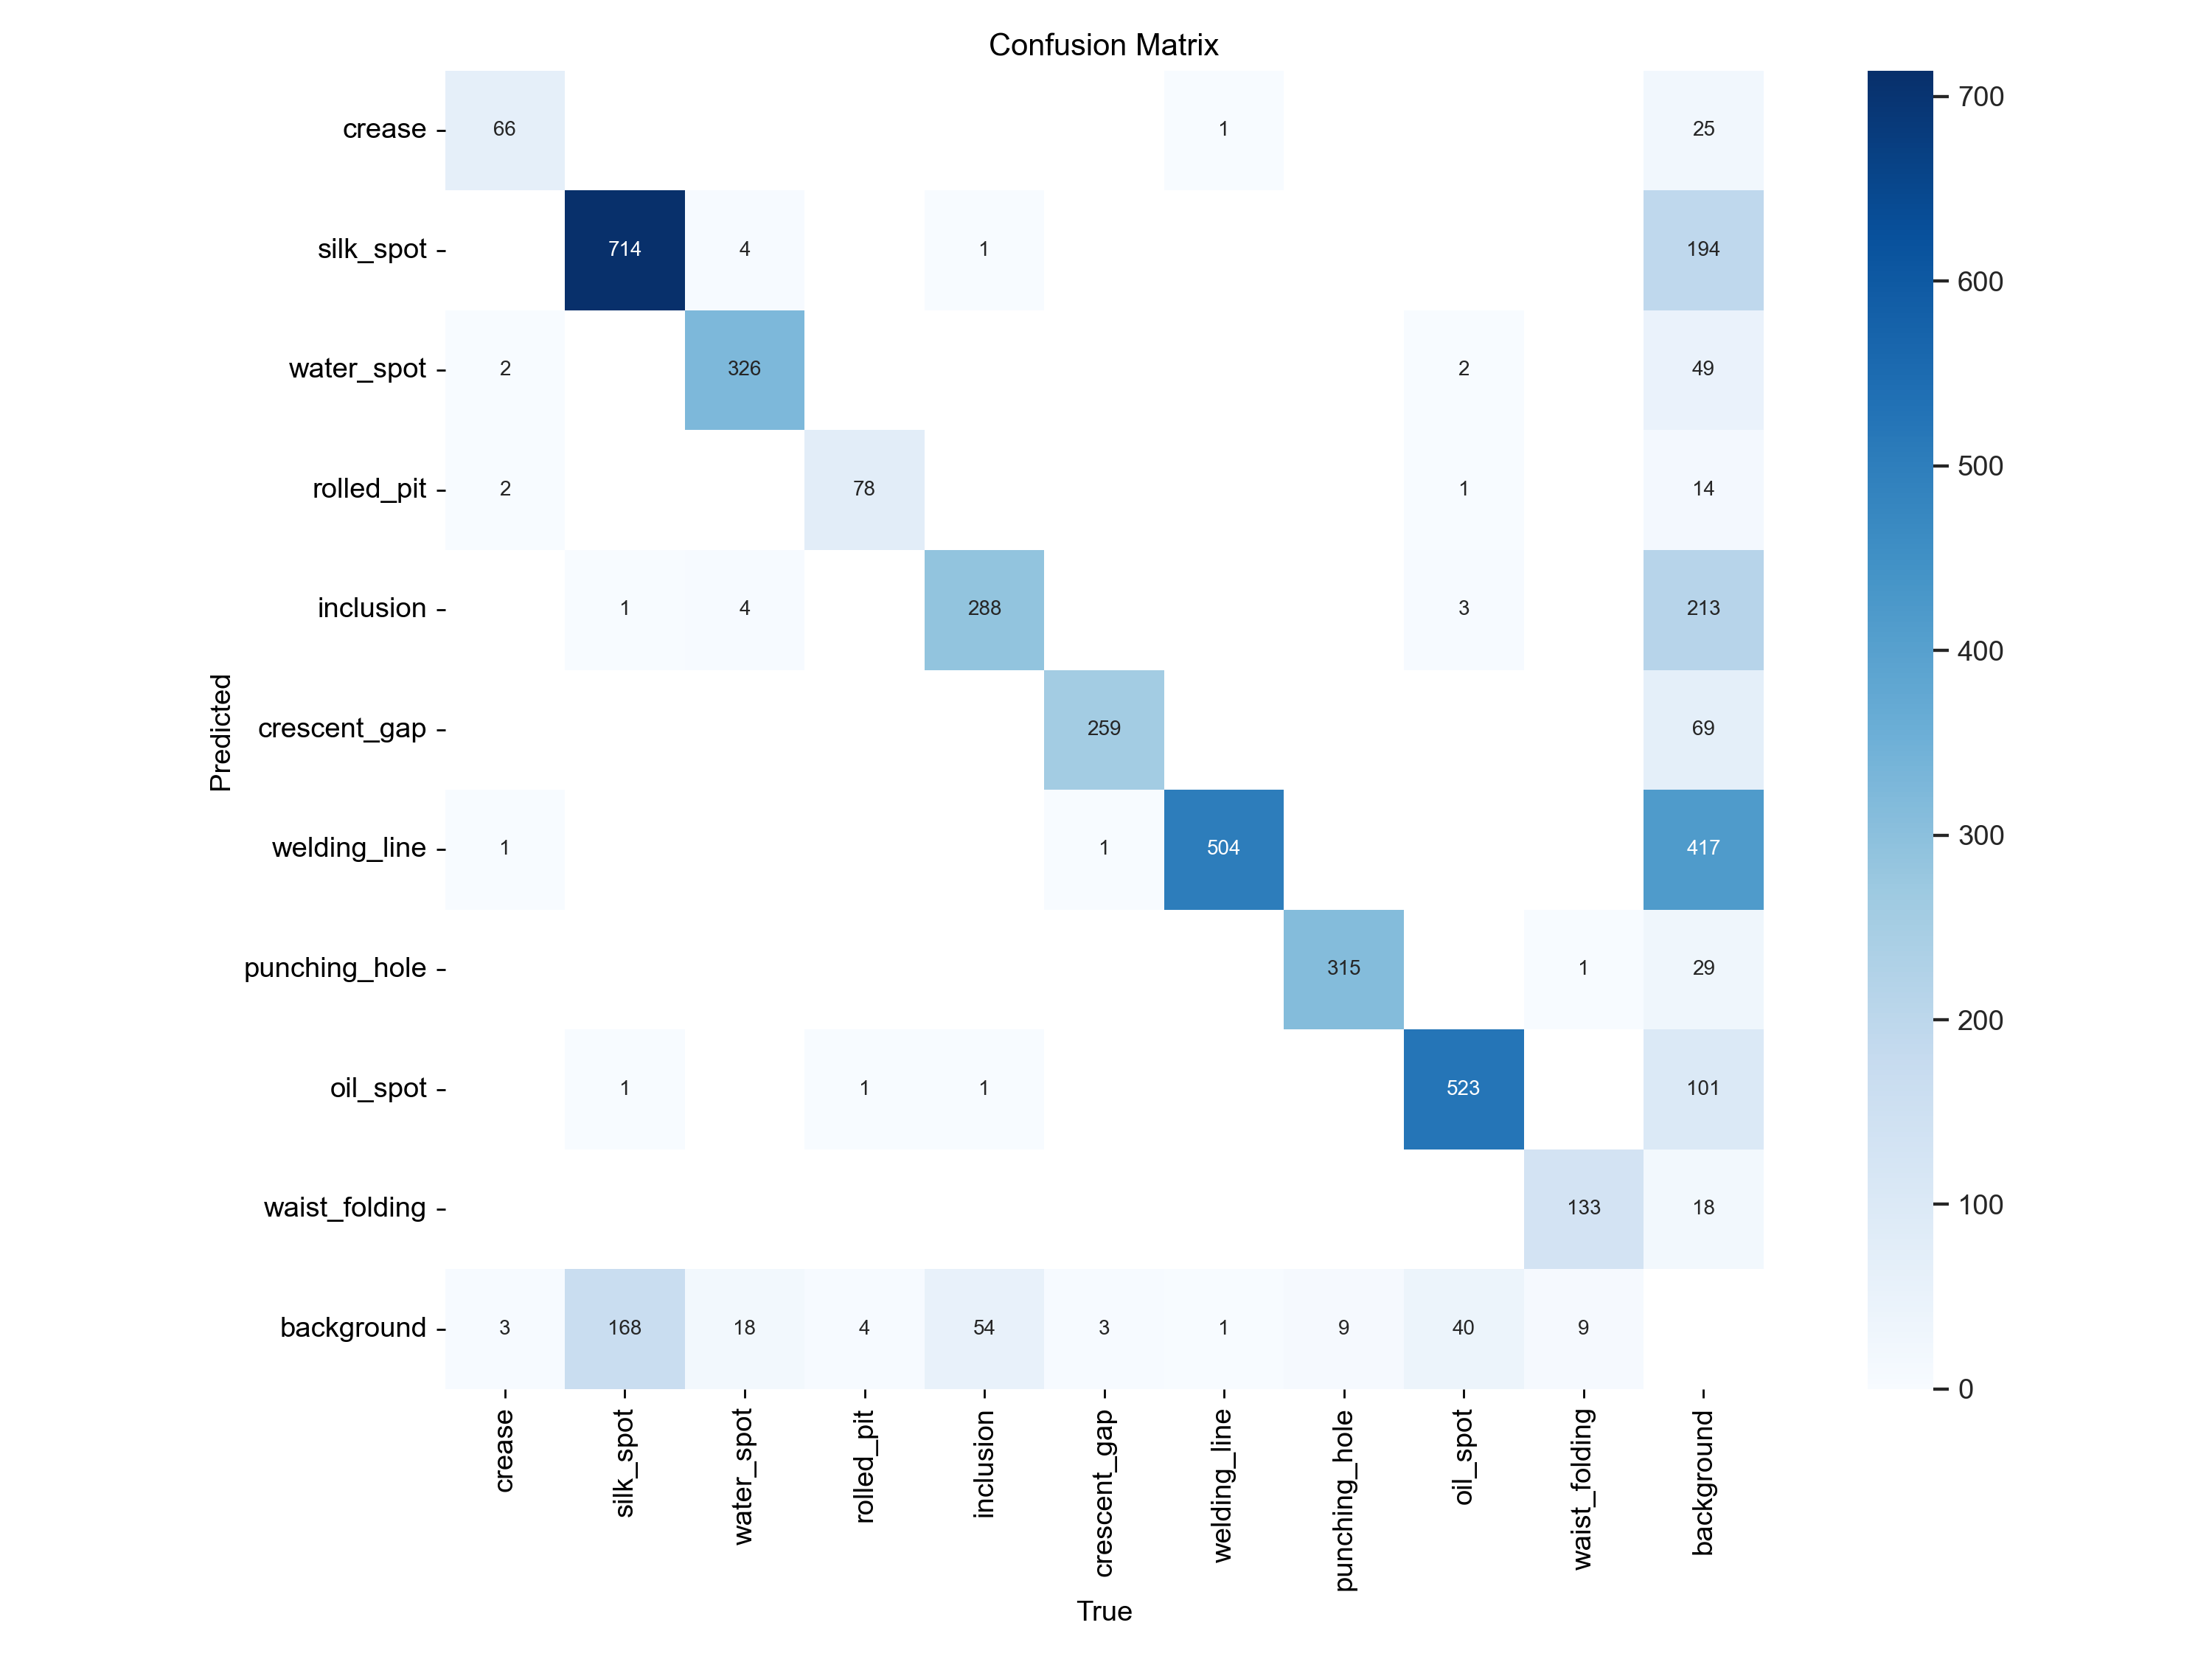 Confusion Matrix
crease 66 1 25
silk_spot 714 4 1 194
water_spot 2 326 2 49
rolled_pit 2 78 1 14
inclusion 1 4 288 3 213
crescent_gap 259 69
welding_line 1 1 504 417
punching_hole 315 1 29
oil_spot 1 1 1 523 101
waist_folding 133 18
background 3 168 18 4 54 3 1 9 40 9
Predicted
crease silk_spot water_spot rolled_pit inclusion crescent_gap welding_line punching_hole oil_spot waist_folding background
True
700
600
500
400
300
200
100
0